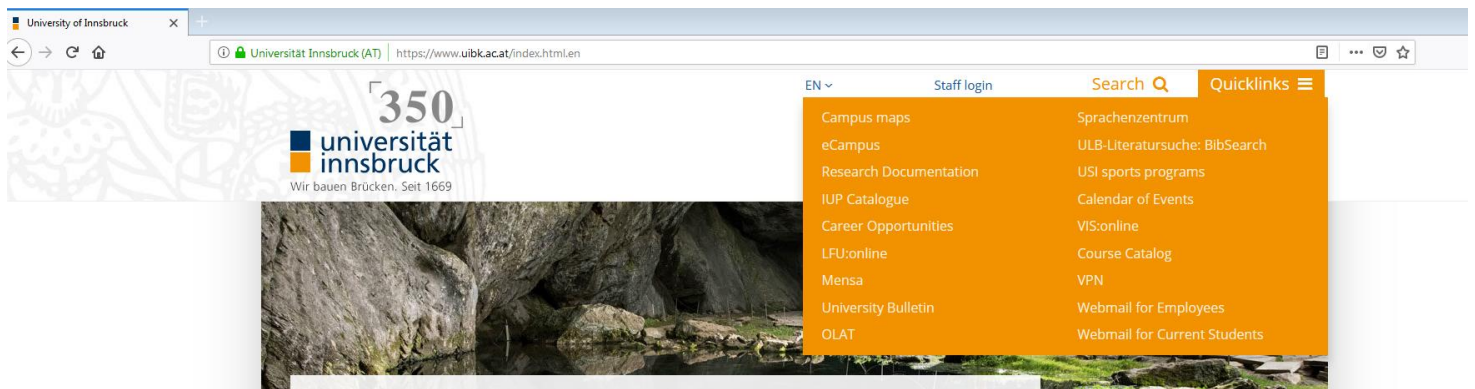 University of Innsbruck
Universität Innsbruck (AT) https://www.uibk.ac.at/index.html.en
350
universität
innsbruck
Wir bauen Brücken. Seit 1669
EN Staff login Search Quicklinks
Campus maps
eCampus
Research Documentation
IUP Catalogue
Career Opportunities
LFU:online
Mensa
University Bulletin
OLAT
Sprachenzentrum
ULB-Literatursuche: BibSearch
USI sports programs
Calendar of Events
VIS:online
Course Catalog
VPN
Webmail for Employees
Webmail for Current Students